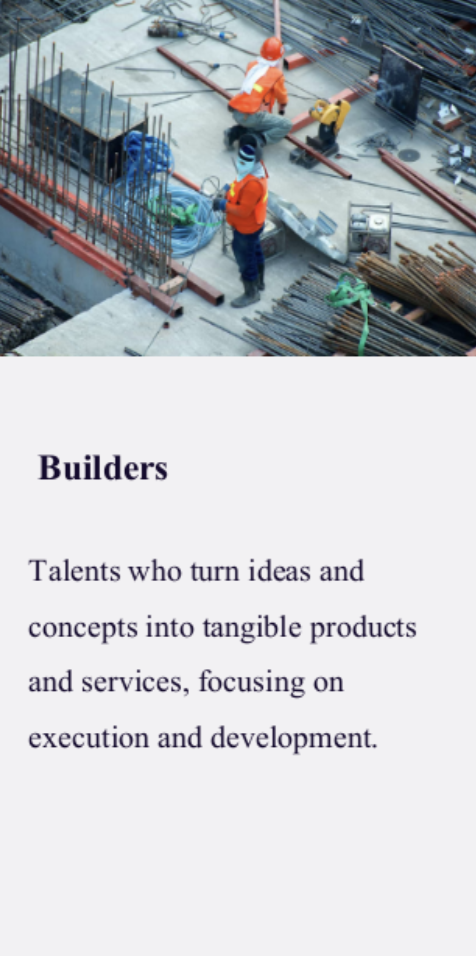 Builders
Talents who turn ideas and
concepts into tangible products
and services, focusing on
execution and development.